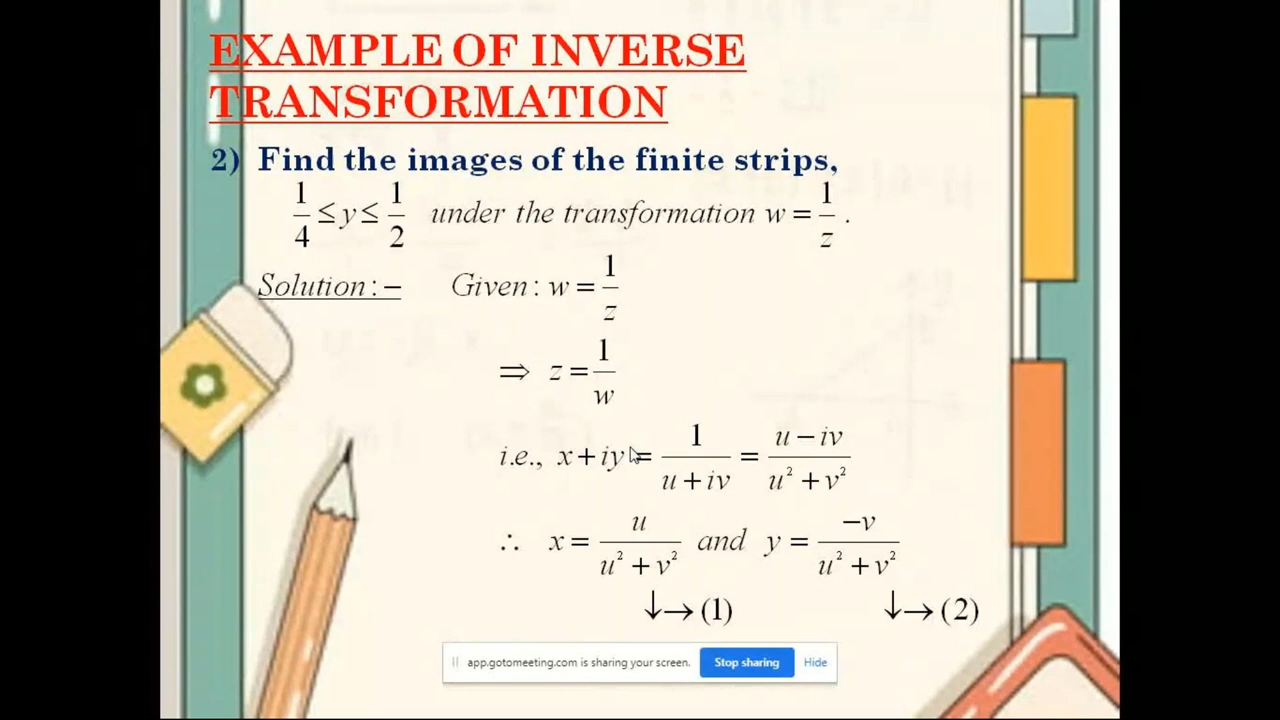 EXAMPLE OF INVERSE
TRANSFORMATION
2) Find the images of the finite strips,
1/4 ≤ y ≤ 1/2 under the transformation w = 1/z .
Solution : − Given : w = 1/z
⇒ z = 1/w
i.e., x + iy = 1/(u + iv) = (u − iv)/(u² + v²)
∴ x = u/(u² + v²) and y = −v/(u² + v²)
↓→ (1) ↓→ (2)
app.gotomeeting.com is sharing your screen. Stop sharing Hide